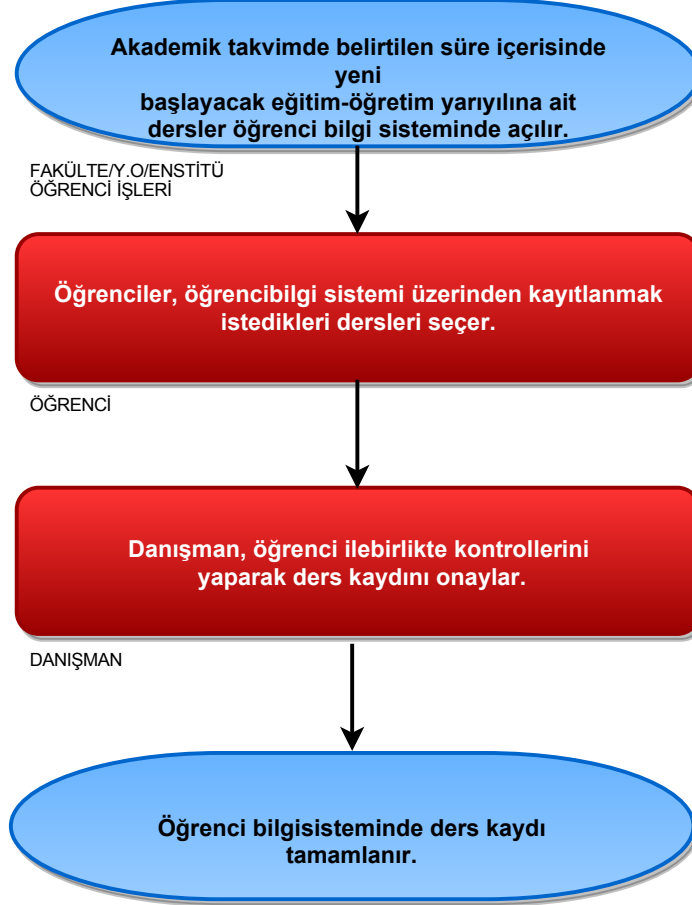 Akademik takvimde belirtilen süre içerisinde
yeni
başlayacak eğitim-öğretim yarıyılına ait
dersler öğrenci bilgi sisteminde açılır.
FAKÜLTE/Y.O/ENSTİTÜ
ÖĞRENCİ İŞLERİ
Öğrenciler, öğrencibilgi sistemi üzerinden kayıtlanmak
istedikleri dersleri seçer.
ÖĞRENCİ
Danışman, öğrenci ilebirlikte kontrollerini
yaparak ders kaydını onaylar.
DANIŞMAN
Öğrenci bilgisisteminde ders kaydı
tamamlanır.